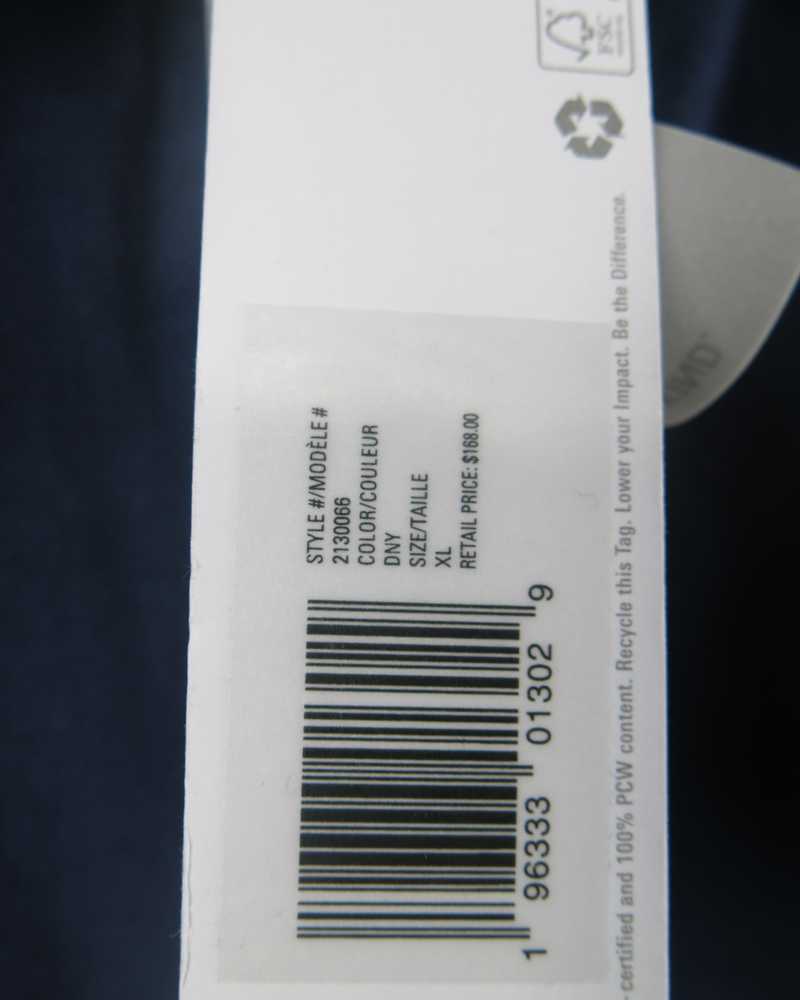 STYLE #/MODÈLE #
2130066
COLOR/COULEUR
DNY
SIZE/TAILLE
XL
RETAIL PRICE: $168.00
1 96333 01302 9
certified and 100% PCW content. Recycle this Tag. Lower your Impact. Be the Difference.
FSC